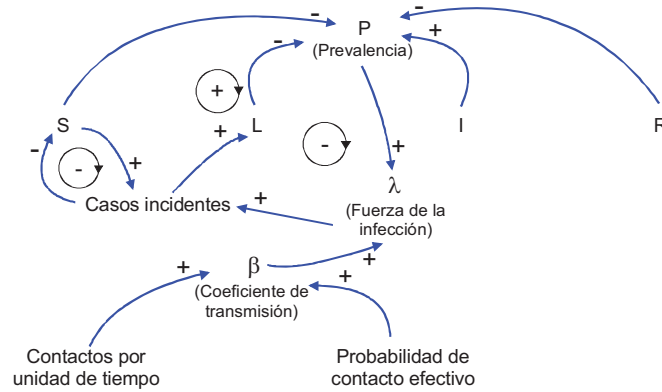 -
-
P
(Prevalencia)
+
-
+
+
-
S
L
I
R
-
-
+
-
+
Casos incidentes
+
λ
(Fuerza de la
infección)
+
β
+
(Coeficiente de
transmisión)
+
Contactos por
unidad de tiempo
Probabilidad de
contacto efectivo